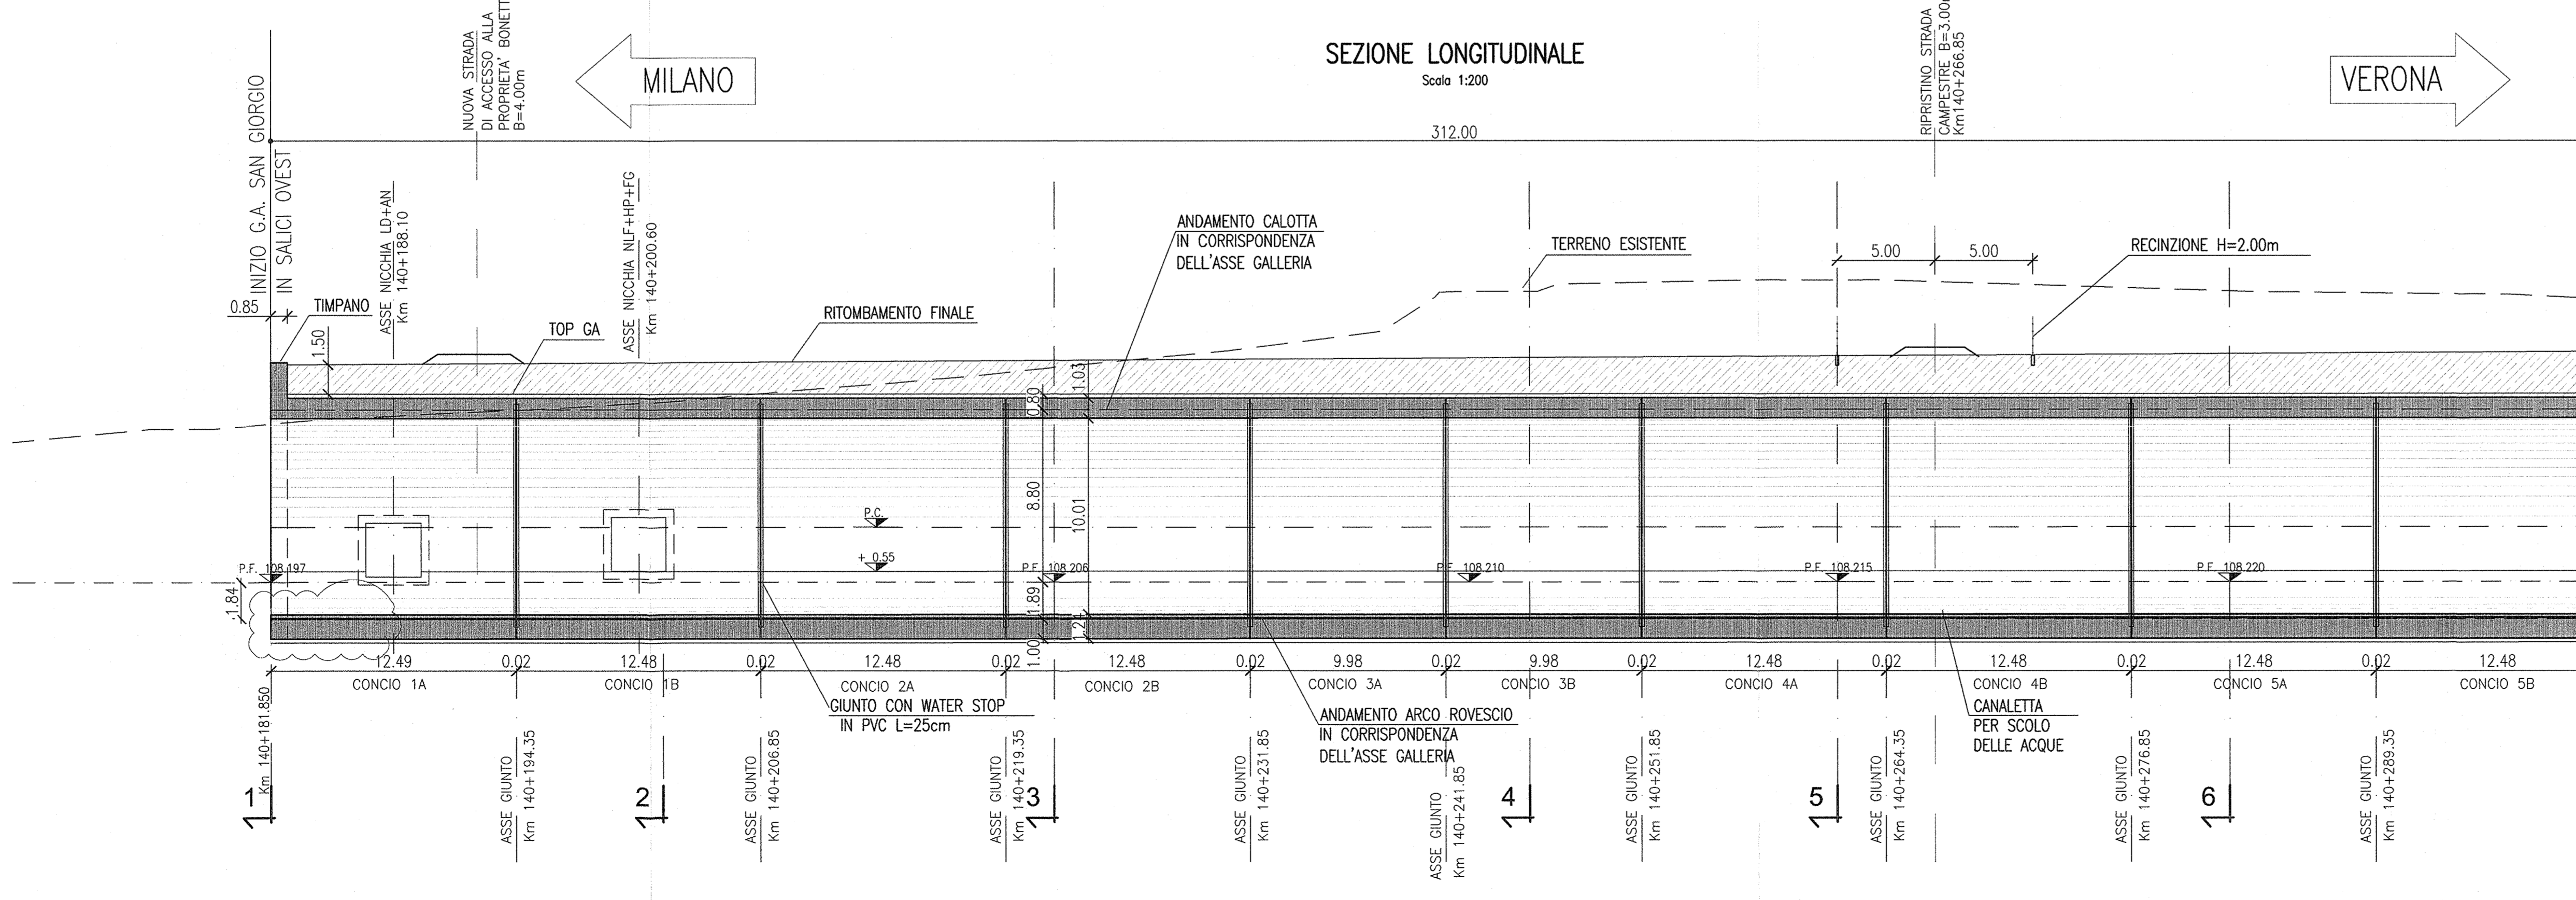 SEZIONE LONGITUDINALE
Scala 1:200
MILANO
VERONA
312.00
INIZIO G.A. SAN GIORGIO
IN SALICI OVEST
NUOVA STRADA
DI ACCESSO ALLA
PROPRIETA' BONETT
B=4.00m
RIPRISTINO STRADA
CAMPESTRE B=3.00
Km140+266.85
ASSE NICCHIA LD+AN
Km 140+188.10
ASSE NICCHIA NLF+HP+FG
Km 140+200.60
0.85
TIMPANO
1.50
TOP GA
RITOMBAMENTO FINALE
ANDAMENTO CALOTTA
IN CORRISPONDENZA
DELL'ASSE GALLERIA
TERRENO ESISTENTE
5.00
5.00
RECINZIONE H=2.00m
1.03
0.80
8.80
10.01
1.89
1.00
1.84
P.C.
+ 0.55
P.F. 108.197
P.F. 108.206
P.F. 108.210
P.F. 108.215
P.F. 108.220
12.49
0.02
12.48
0.02
12.48
0.02
12.48
0.02
9.98
0.02
9.98
0.02
12.48
0.02
12.48
0.02
12.48
0.02
12.48
CONCIO 1A
CONCIO 1B
CONCIO 2A
CONCIO 2B
CONCIO 3A
CONCIO 3B
CONCIO 4A
CONCIO 4B
CONCIO 5A
CONCIO 5B
GIUNTO CON WATER STOP
IN PVC L=25cm
ANDAMENTO ARCO ROVESCIO
IN CORRISPONDENZA
DELL'ASSE GALLERIA
CANALETTA
PER SCOLO
DELLE ACQUE
Km 140+181.850
ASSE GIUNTO
Km 140+194.35
ASSE GIUNTO
Km 140+206.85
ASSE GIUNTO
Km 140+219.35
ASSE GIUNTO
Km 140+231.85
ASSE GIUNTO
Km 140+241.85
ASSE GIUNTO
Km 140+251.85
ASSE GIUNTO
Km 140+264.35
ASSE GIUNTO
Km 140+276.85
ASSE GIUNTO
Km 140+289.35
1
2
3
4
5
6